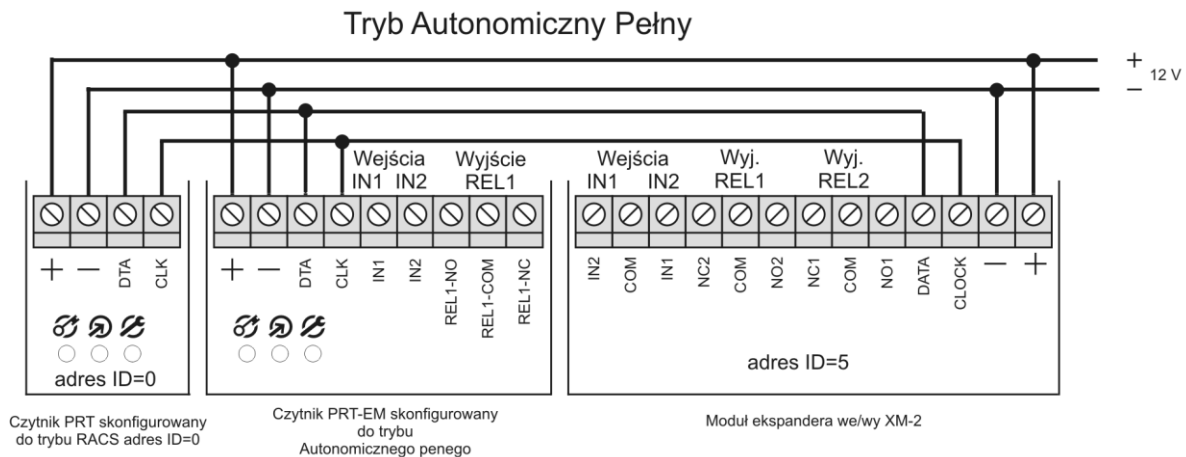 Tryb Autonomiczny Pełny
+
12 V
−
Wejścia
IN1 IN2
Wyjście
REL1
Wejścia
IN1 IN2
Wyj.
REL1
Wyj.
REL2
+ − DTA CLK
adres ID=0
+ − DTA CLK IN1 IN2 REL1-NO REL1-COM REL1-NC
IN2 COM IN1 NC2 COM NO2 NC1 COM NO1 DATA CLOCK − +
adres ID=5
Czytnik PRT skonfigurowany
do trybu RACS adres ID=0
Czytnik PRT-EM skonfigurowany
do trybu
Autonomicznego penego
Moduł ekspandera we/wy XM-2